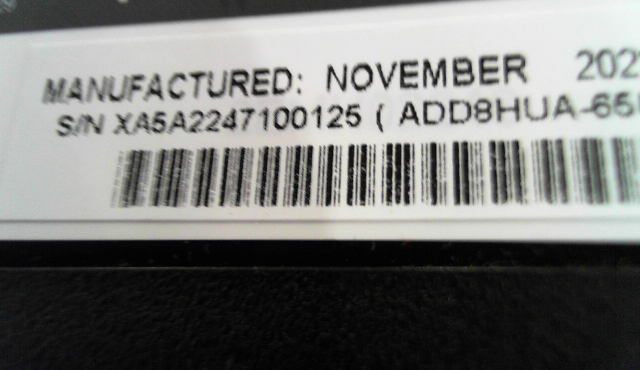 MANUFACTURED: NOVEMBER 202
S/N XA5A2247100125 ( ADD8HUA-65